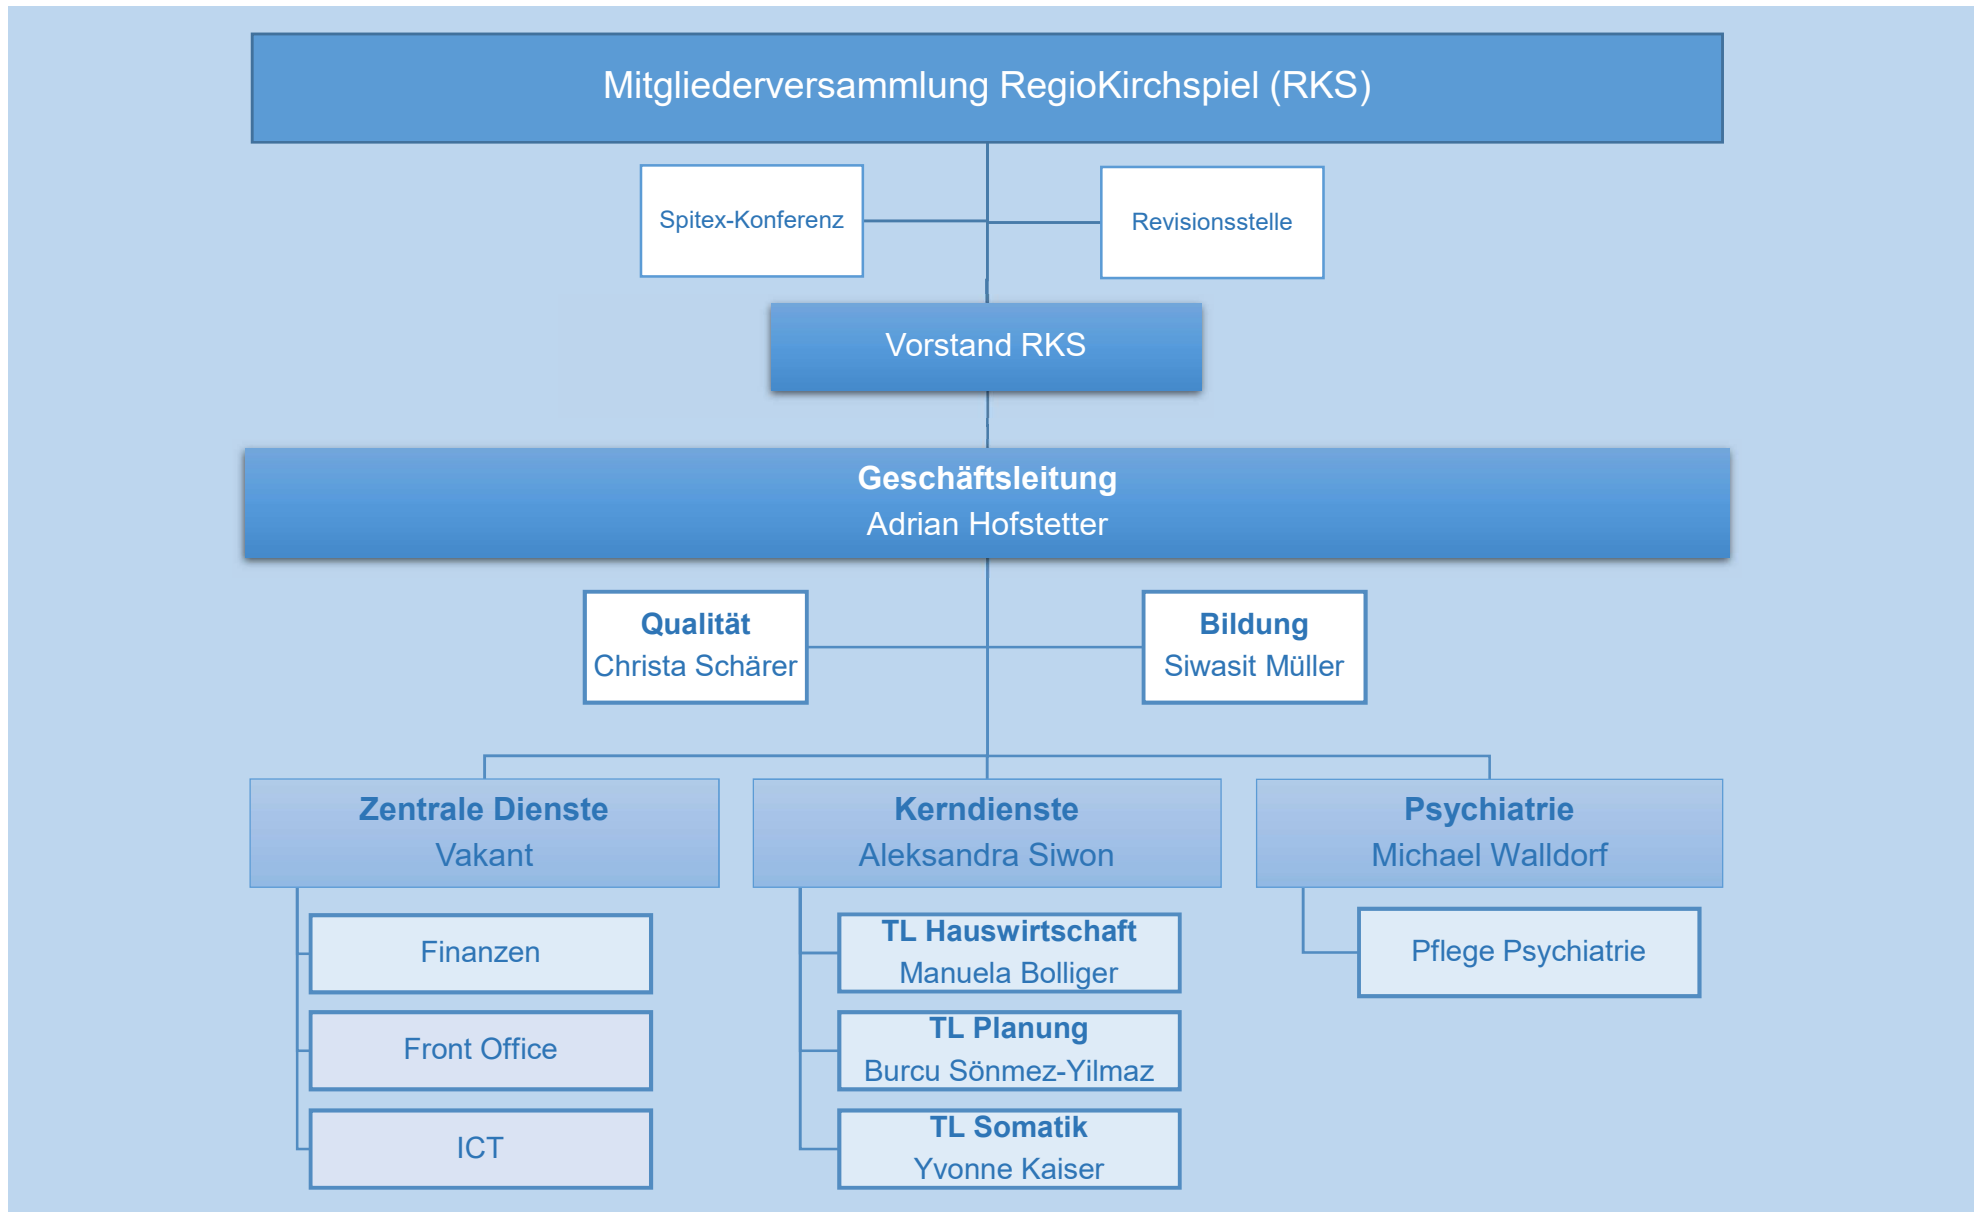 Mitgliederversammlung RegioKirchspiel (RKS)
Spitex-Konferenz
Revisionsstelle
Vorstand RKS
Geschäftsleitung
Adrian Hofstetter
Qualität
Christa Schärer
Bildung
Siwasit Müller
Zentrale Dienste
Vakant
Finanzen
Front Office
ICT
Kerndienste
Aleksandra Siwon
TL Hauswirtschaft
Manuela Bolliger
TL Planung
Burcu Sönmez-Yilmaz
TL Somatik
Yvonne Kaiser
Psychiatrie
Michael Walldorf
Pflege Psychiatrie